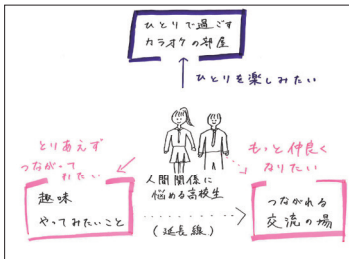 ひとりで過ごす
カラオケの部屋
ひとりを楽しみたい
とりあえず
つながって
いたい
もっと仲良く
なりたい
人間関係に
悩める高校生
趣味
やってみたいこと
(延長線)
つながれる
交流の場